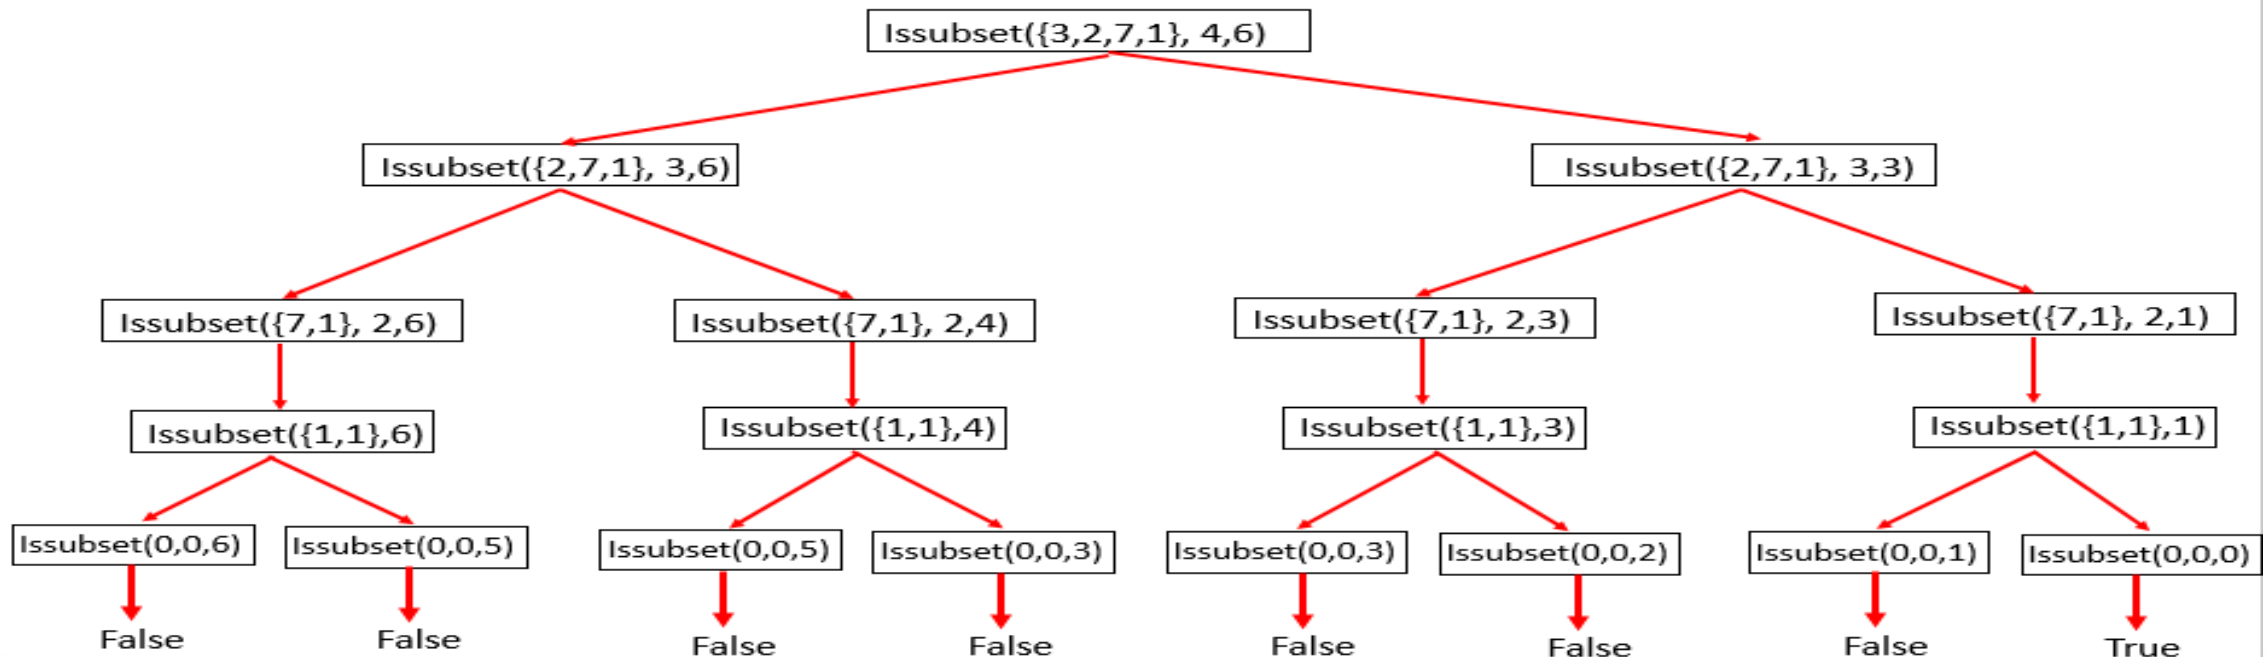 Issubset({3,2,7,1}, 4,6)
Issubset({2,7,1}, 3,6)
Issubset({2,7,1}, 3,3)
Issubset({7,1}, 2,6)
Issubset({7,1}, 2,4)
Issubset({7,1}, 2,3)
Issubset({7,1}, 2,1)
Issubset({1,1},6)
Issubset({1,1},4)
Issubset({1,1},3)
Issubset({1,1},1)
Issubset(0,0,6)
Issubset(0,0,5)
Issubset(0,0,5)
Issubset(0,0,3)
Issubset(0,0,3)
Issubset(0,0,2)
Issubset(0,0,1)
Issubset(0,0,0)
False
False
False
False
False
False
False
True